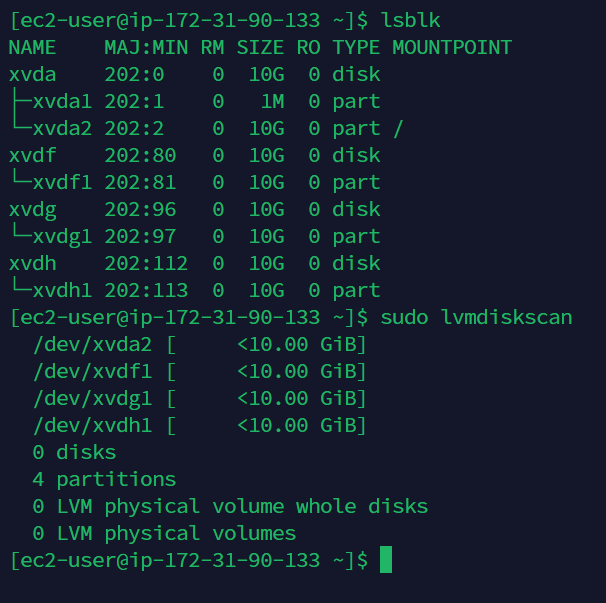 [ec2-user@ip-172-31-90-133 ~]$ lsblk
NAME    MAJ:MIN RM SIZE RO TYPE MOUNTPOINT
xvda    202:0    0  10G  0 disk
├─xvda1 202:1    0   1M  0 part
└─xvda2 202:2    0  10G  0 part /
xvdf    202:80   0  10G  0 disk
└─xvdf1 202:81   0  10G  0 part
xvdg    202:96   0  10G  0 disk
└─xvdg1 202:97   0  10G  0 part
xvdh    202:112  0  10G  0 disk
└─xvdh1 202:113  0  10G  0 part
[ec2-user@ip-172-31-90-133 ~]$ sudo lvmdiskscan
  /dev/xvda2 [     <10.00 GiB]
  /dev/xvdf1 [     <10.00 GiB]
  /dev/xvdg1 [     <10.00 GiB]
  /dev/xvdh1 [     <10.00 GiB]
  0 disks
  4 partitions
  0 LVM physical volume whole disks
  0 LVM physical volumes
[ec2-user@ip-172-31-90-133 ~]$